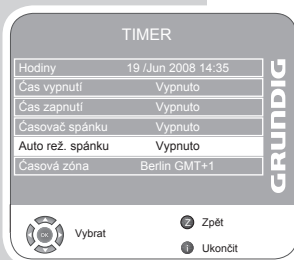 TIMER
Hodiny 19 /Jun 2008 14:35
Čas vypnutí Vypnuto
Čas zapnutí Vypnuto
Časovač spánku Vypnuto
Auto rež. spánku Vypnuto
Časová zóna Berlin GMT+1
GRUNDIG
OK
Vybrat
Z Zpět
i Ukončit